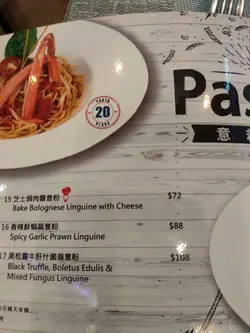 PASTA
20
Pas
意
15 芝士焗肉醬意粉 $72
Bake Bolognese Linguine with Cheese
16 香辣鮮蝦扁意粉 $88
Spicy Garlic Prawn Linguine
17 黑松露牛肝什菌扁意粉 $108
Black Truffle, Boletus Edulis &
Mixed Fungus Linguine